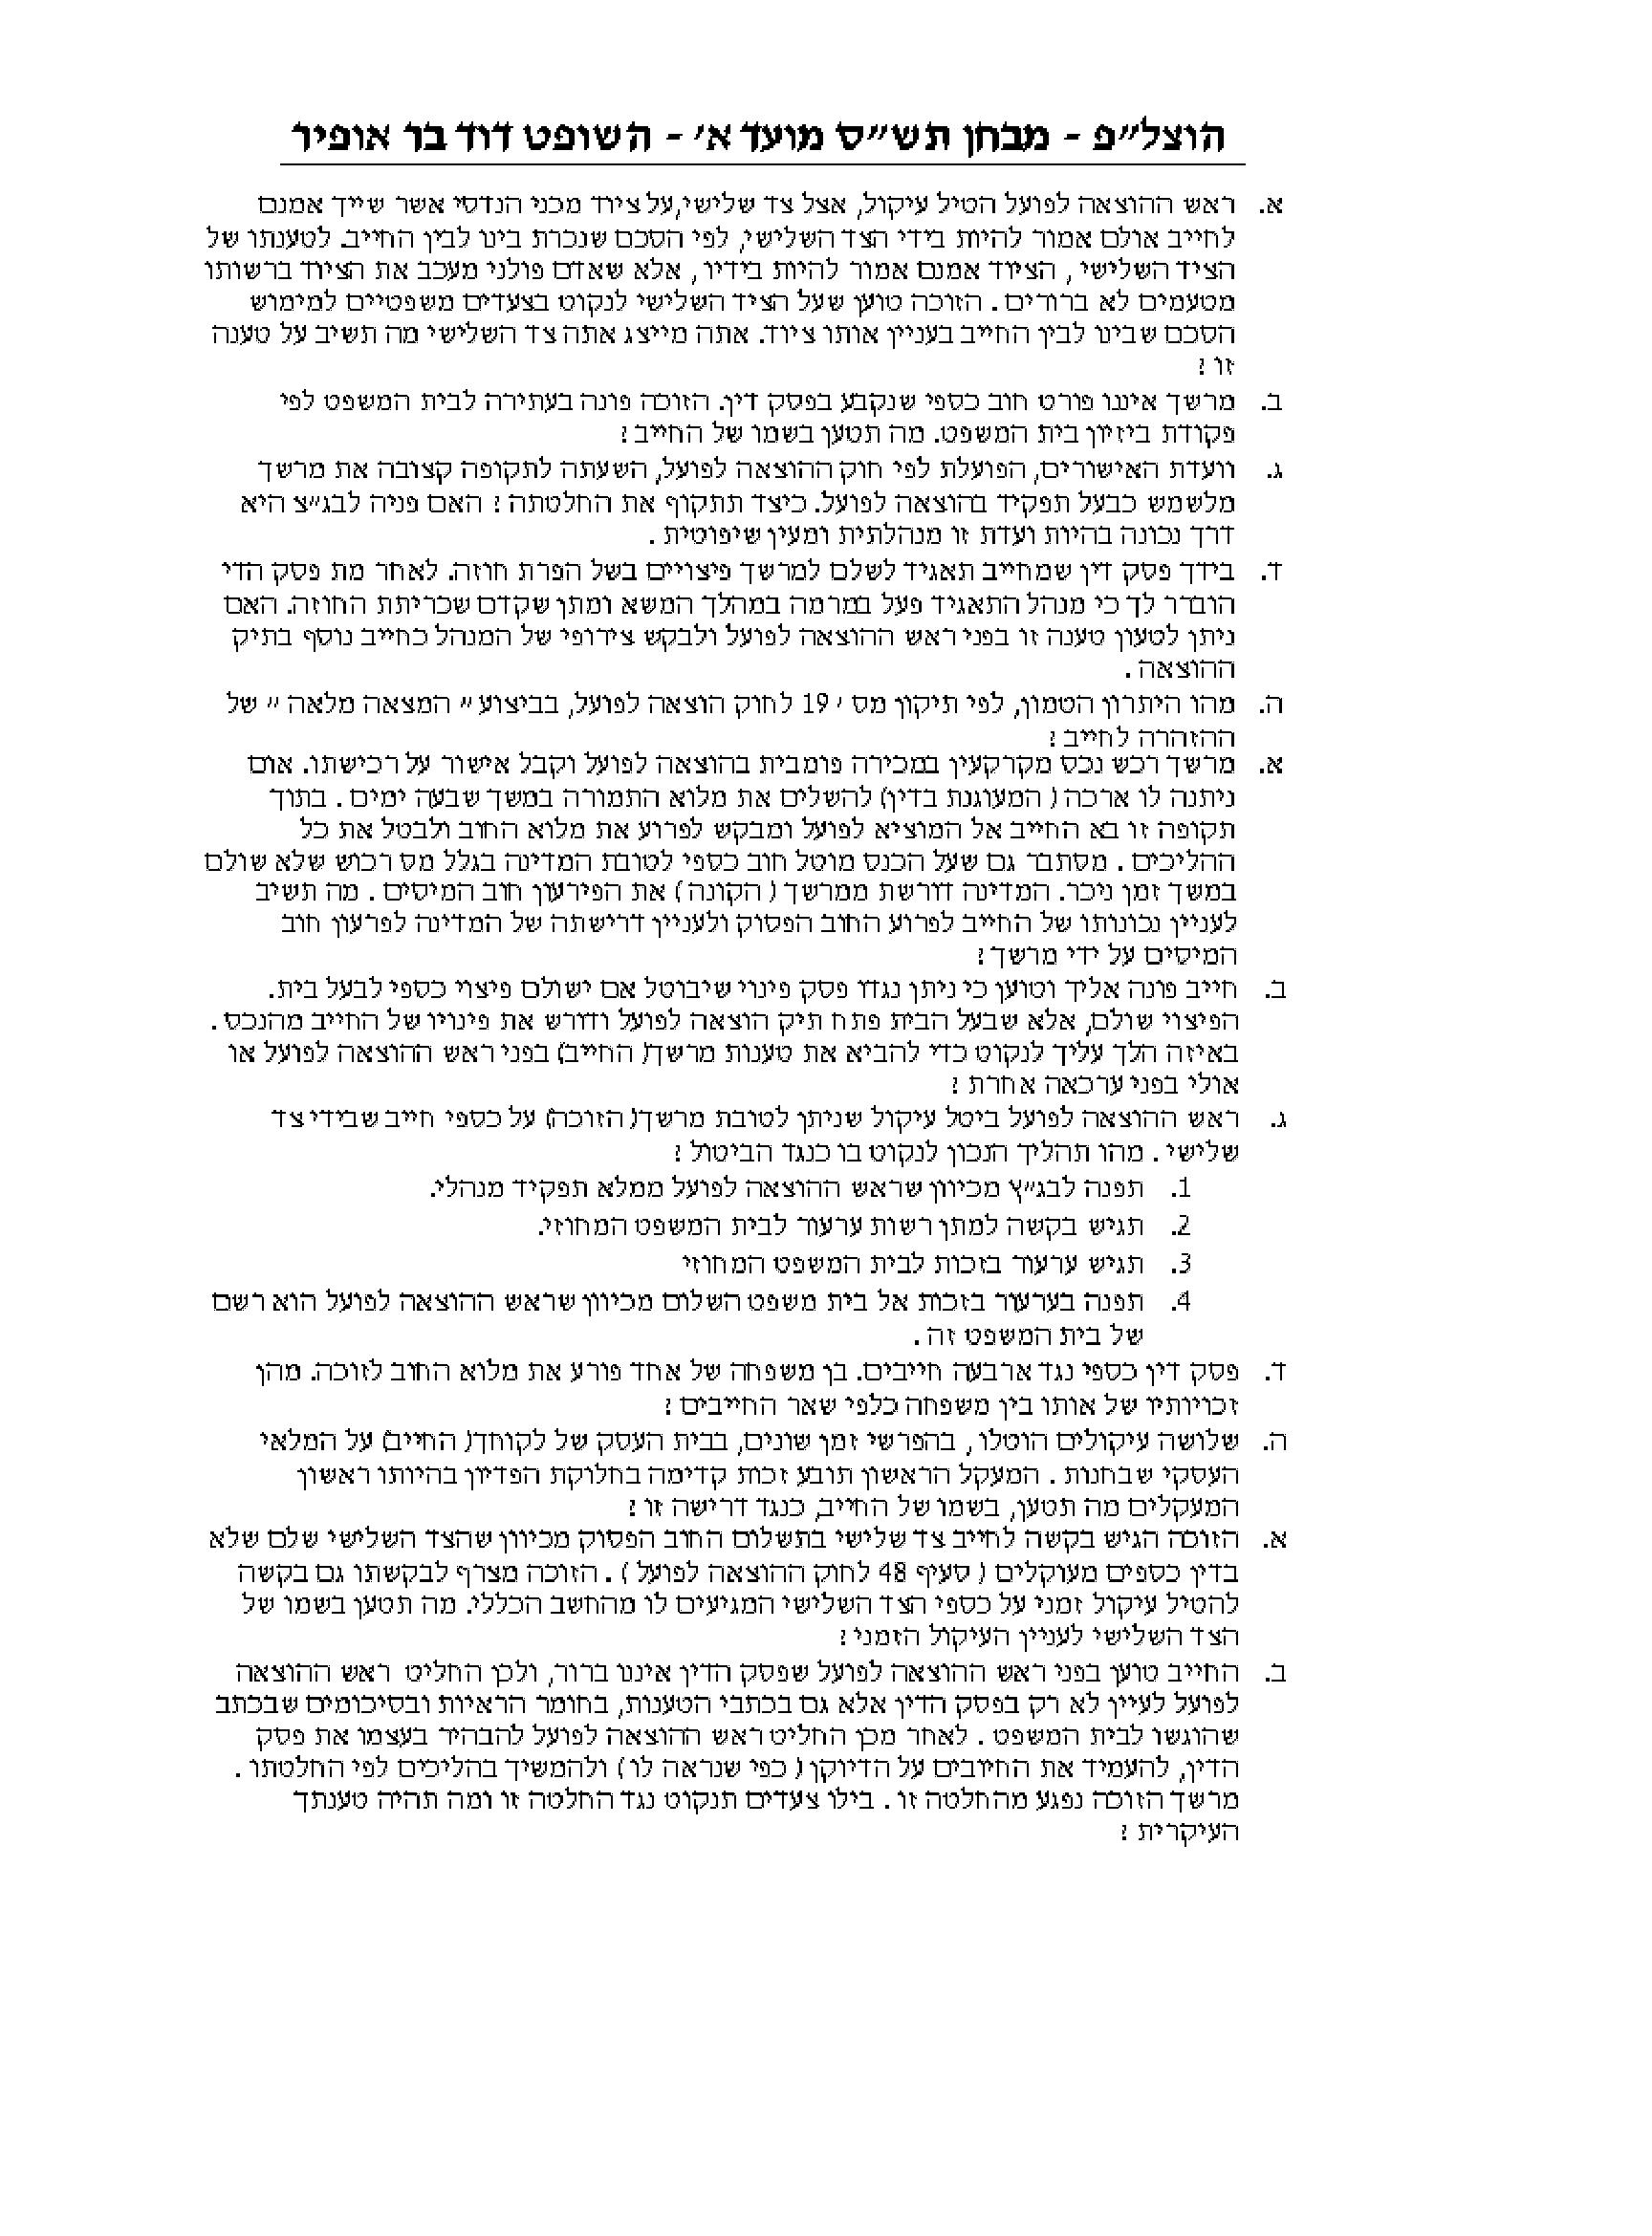 הוצל״פ - מבחן תש״ס מועד א׳ - השופט דוד בר אופיר
א. ראש ההוצאה לפועל הטיל עיקול, אצל צד שלישי,על ציוד מכני הנדסי אשר שייך אמנם
לחייב אולם אמור להיות בידי הצד השלישי, לפי הסכם שנכרת בינו לבין החייב. לטענתו של
הציד השלישי , הציוד אמנם אמור להיות בידיו , אלא שאדם פולני מעכב את הציוד ברשותו
מטעמים לא ברורים . הזוכה טוען שעל הציד השלישי לנקוט בצעדים משפטיים למימוש
הסכם שבינו לבין החייב בעניין אותו ציוד. אתה מייצג אתה צד השלישי מה תשיב על טענה
זו ?
ב. מרשך איננו פורט חוב כספי שנקבע בפסק דין. הזוכה פונה בעתירה לבית המשפט לפי
פקודת ביזיון בית המשפט. מה תטען בשמו של החייב ?
ג. וועדת האישורים, הפועלת לפי חוק ההוצאה לפועל, השעתה לתקופה קצובה את מרשך
מלשמש כבעל תפקיד בהוצאה לפועל. כיצד תתקוף את החלטתה ? האם פניה לבג״צ היא
דרך נכונה בהיות ועדת זו מנהלתית ומעין שיפוטית .
ד. בידך פסק דין שמחייב תאגיד לשלם למרשך פיצויים בשל הפרת חוזה. לאחר מת פסק הדי
הוברר לך כי מנהל התאגיד פעל במרמה במהלך המשא ומתן שקדם שכריתת החוזה. האם
ניתן לטעון טענה זו בפני ראש ההוצאה לפועל ולבקש צירופי של המנהל כחייב נוסף בתיק
ההוצאה .
ה. מהו היתרון הטמון, לפי תיקון מס ׳ 19 לחוק הוצאה לפועל, בביצוע ״ המצאה מלאה ״ של
ההזהרה לחייב ?
א. מרשך רכש נכס מקרקעין במכירה פומבית בהוצאה לפועל וקבל אישור על רכישתו. אום
ניתנה לו ארכה ( המעוגנת בדין) להשלים את מלוא התמורה במשך שבעה ימים . בתוך
תקופה זו בא החייב אל המוציא לפועל ומבקש לפרוע את מלוא החוב ולבטל את כל
ההליכים . מסתבר גם שעל הכנס מוטל חוב כספי לטובת המדינה בגלל מס רכוש שלא שולם
במשך זמן ניכר. המדינה דורשת ממרשך ( הקונה) את הפירעון חוב המיסים . מה תשיב
לעניין נכונותו של החייב לפרוע החוב הפסוק ולעניין דרישתה של המדינה לפרעון חוב
המיסים על ידי מרשך ?
ב. חייב פונה אליך וטוען כי ניתן נגדו פסק פינוי שיבוטל אם ישולם פיצוי כספי לבעל בית.
הפיצוי שולם, אלא שבעל הבית פתח תיק הוצאה לפועל ודורש את פינויו של החייב מהנכס .
באיזה הלך עליך לנקוט כדי להביא את טענות מרשך( החייב) בפני ראש ההוצאה לפועל או
אולי בפני ערכאה אחרת ?
ג. ראש ההוצאה לפועל ביטל עיקול שניתן לטובת מרשך( הזוכה) על כספי חייב שבידי צד
שלישי . מהו תהליך הנכון לנקוט בו כנגד הביטול ?
1. תפנה לבג״ץ מכיוון שראש ההוצאה לפועל ממלא תפקיד מנהלי.
2. תגיש בקשה למתן רשות ערעור לבית המשפט המחוזי.
3. תגיש ערעור בזכות לבית המשפט המחוזי
4. תפנה בערעור בזכות אל בית משפט השלום מכיוון שראש ההוצאה לפועל הוא רשם
של בית המשפט זה .
ד. פסק דין כספי נגד ארבעה חייבים. בן משפחה של אחד פורע את מלוא החוב לזוכה. מהן
זכויותיו של אותו בין משפחה כלפי שאר החייבים ?
ה. שלושה עיקולים הוטלו , בהפרשי זמן שונים, בבית העסק של לקוחך( החייב) על המלאי
העסקי שבחנות . המעקל הראשון תובע זכות קדימה בחלוקת הפדיון בהיותו ראשון
המעקלים מה תטען, בשמו של החייב, כנגד דרישה זו ?
א. הזוכה הגיש בקשה לחייב צד שלישי בתשלום החוב הפסוק מכיוון שהצד השלישי שלם שלא
בדין כספים מעוקלים ( סעיף 48 לחוק ההוצאה לפועל ) . הזוכה מצרף לבקשתו גם בקשה
להטיל עיקול זמני על כספי הצד השלישי המגיעים לו מהחשב הכללי. מה תטען בשמו של
הצד השלישי לעניין העיקול הזמני ?
ב. החייב טוען בפני ראש ההוצאה לפועל שפסק הדין איננו ברור, ולכן החליט ראש ההוצאה
לפועל לעיין לא רק בפסק הדין אלא גם בכתבי הטענות, בחומר הראיות ובסיכומים שבכתב
שהוגשו לבית המשפט . לאחר מכן החליט ראש ההוצאה לפועל להבהיר בעצמו את פסק
הדין, להעמיד את החיובים על הדיוקן ( כפי שנראה לו) ולהמשיך בהליכים לפי החלטתו .
מרשך הזוכה נפגע מהחלטה זו . בילו צעדים תנקוט נגד החלטה זו ומה תהיה טענתך
העיקרית ?